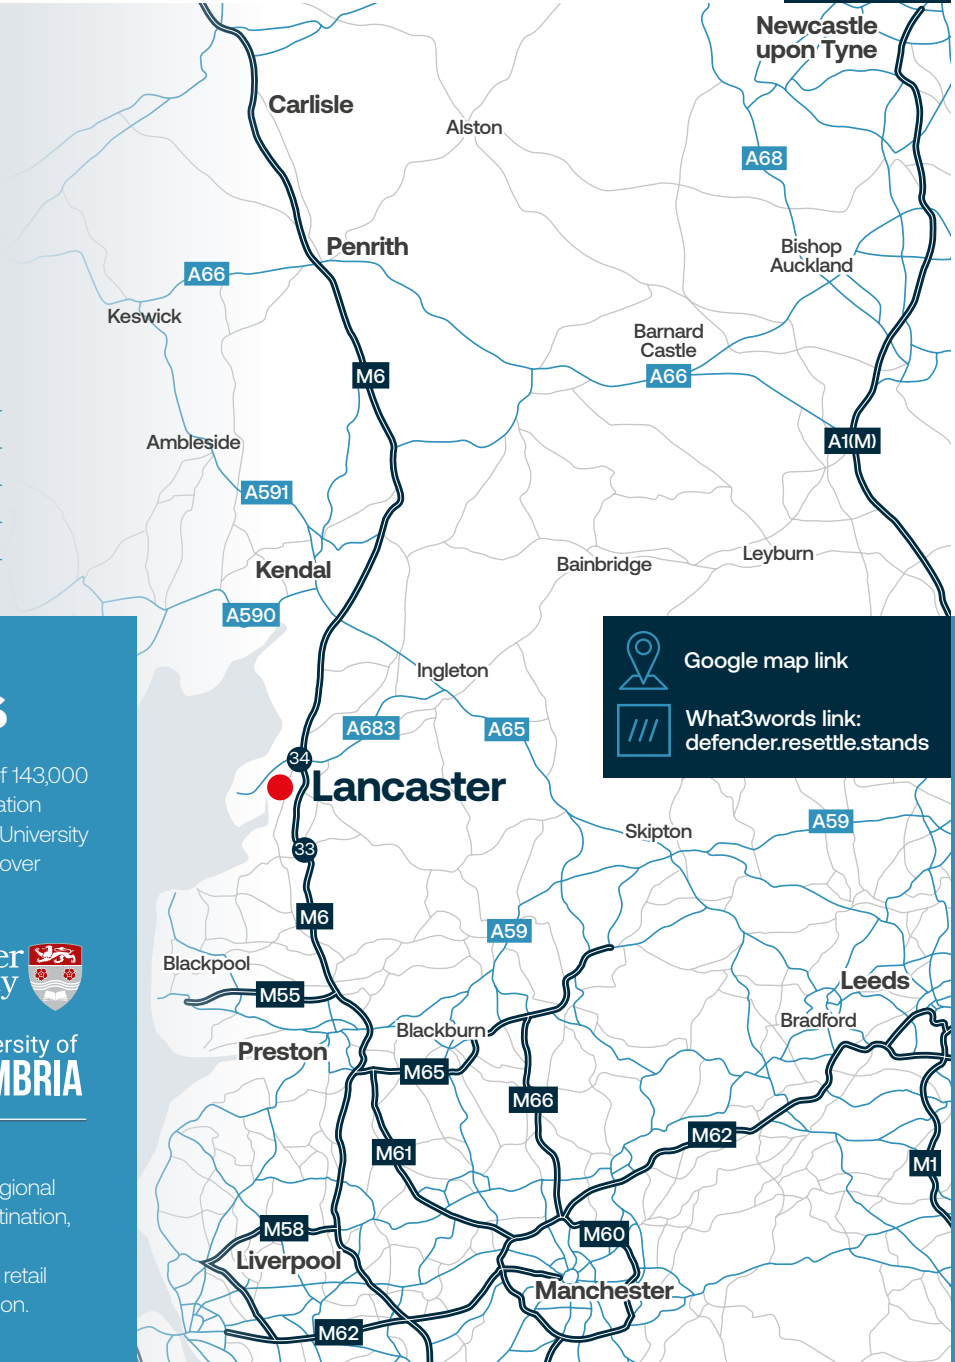 Newcastle
upon Tyne
Carlisle
Alston
A68
Penrith
Bishop
Auckland
A66
Keswick
Barnard
Castle
M6
A66
A1(M)
Ambleside
A591
Kendal
Bainbridge
Leyburn
A590
Ingleton
Google map link
What3words link:
defender.resettle.stands
A683
A65
34
Lancaster
Skipton
A59
33
M6
A59
Blackpool
M55
Leeds
Bradford
Blackburn
Preston
M65
M66
M62
M61
M1
M58
M60
Liverpool
Manchester
M62
s
f 143,000
ation
University
over
er
y
ersity of
MBRIA
gional
tination,
retail
on.